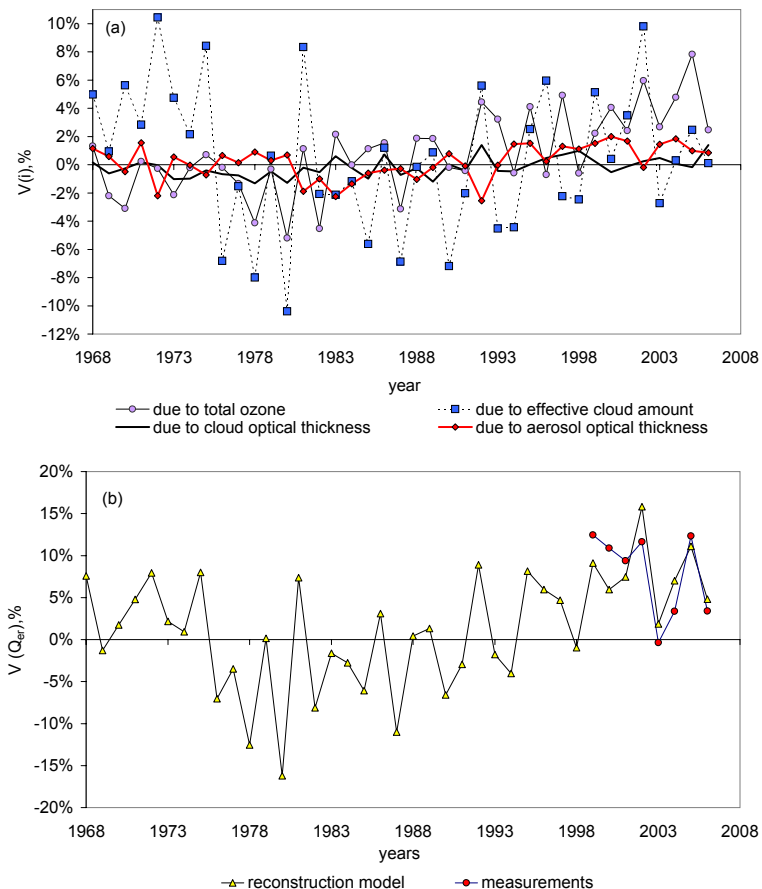 (a)
V(i),%
10%
8%
6%
4%
2%
0%
-2%
-4%
-6%
-8%
-10%
-12%
1968 1973 1978 1983 1988 1993 1998 2003 2008
year
due to total ozone
due to effective cloud amount
due to cloud optical thickness
due to aerosol optical thickness
(b)
V (Qer),%
20%
15%
10%
5%
0%
-5%
-10%
-15%
-20%
1968 1973 1978 1983 1988 1993 1998 2003 2008
years
reconstruction model
measurements